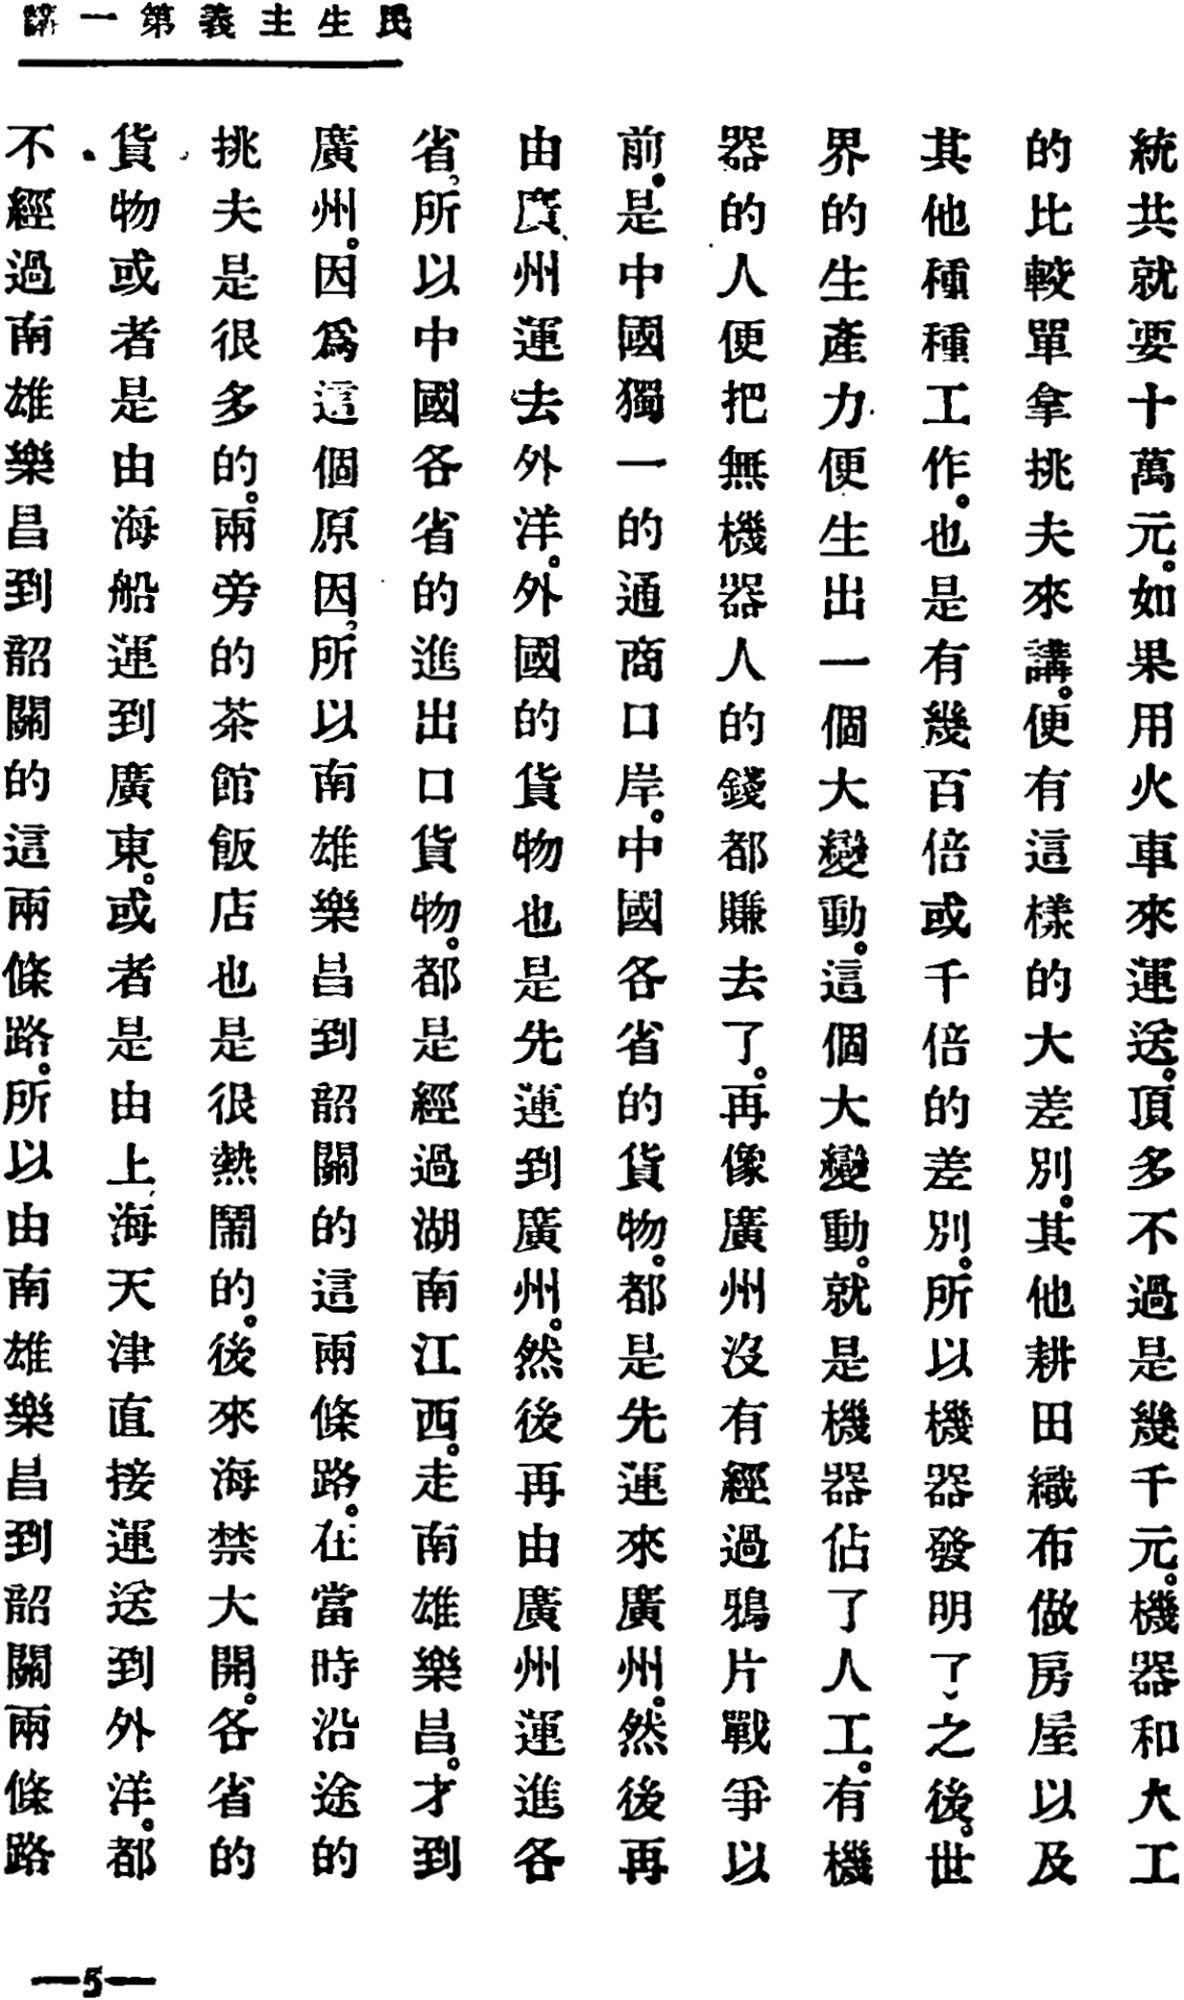 民生主義第一講
統共就要十萬元。如果用火車來運送。頂多不過是幾千元。機器和人工
的比較單拿挑夫來講。便有這樣的大差別。其他耕田織布做房屋以及
其他種種工作。也是有幾百倍或千倍的差別。所以機器發明了之後。世
界的生產力便生出一個大變動。這個大變動。就是機器佔了人工。有機
器的人便把無機器人的錢都賺去了。再像廣州沒有經過鴉片戰爭以
前。是中國獨一的通商口岸。中國各省的貨物。都是先運來廣州。然後再
由廣州運去外洋。外國的貨物也是先運到廣州。然後再由廣州運進各
省，所以中國各省的進出口貨物。都是經過湖南江西。走南雄樂昌。才到
廣州。因爲這個原因，所以南雄樂昌到韶關的這兩條路。在當時沿途的
挑夫是很多的。兩旁的茶館飯店也是很熱鬧的。後來海禁大開。各省的
貨物或者是由海船運到廣東。或者是由上海天津直接運送到外洋。都
不經過南雄樂昌到韶關的這兩條路。所以由南雄樂昌到韶關兩條路
—5—